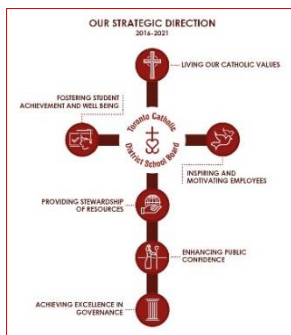 OUR STRATEGIC DIRECTION
2016-2021
LIVING OUR CATHOLIC VALUES
FOSTERING STUDENT
ACHIEVEMENT AND WELL BEING
Toronto Catholic
District School Board
INSPIRING AND
MOTIVATING EMPLOYEES
PROVIDING STEWARDSHIP
OF RESOURCES
ENHANCING PUBLIC
CONFIDENCE
ACHIEVING EXCELLENCE IN
GOVERNANCE